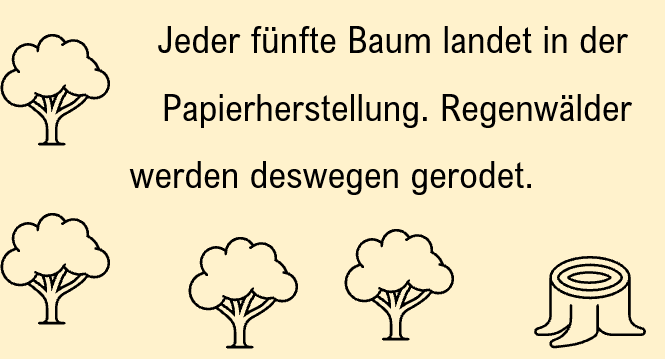 Jeder fünfte Baum landet in der
Papierherstellung. Regenwälder
werden deswegen gerodet.